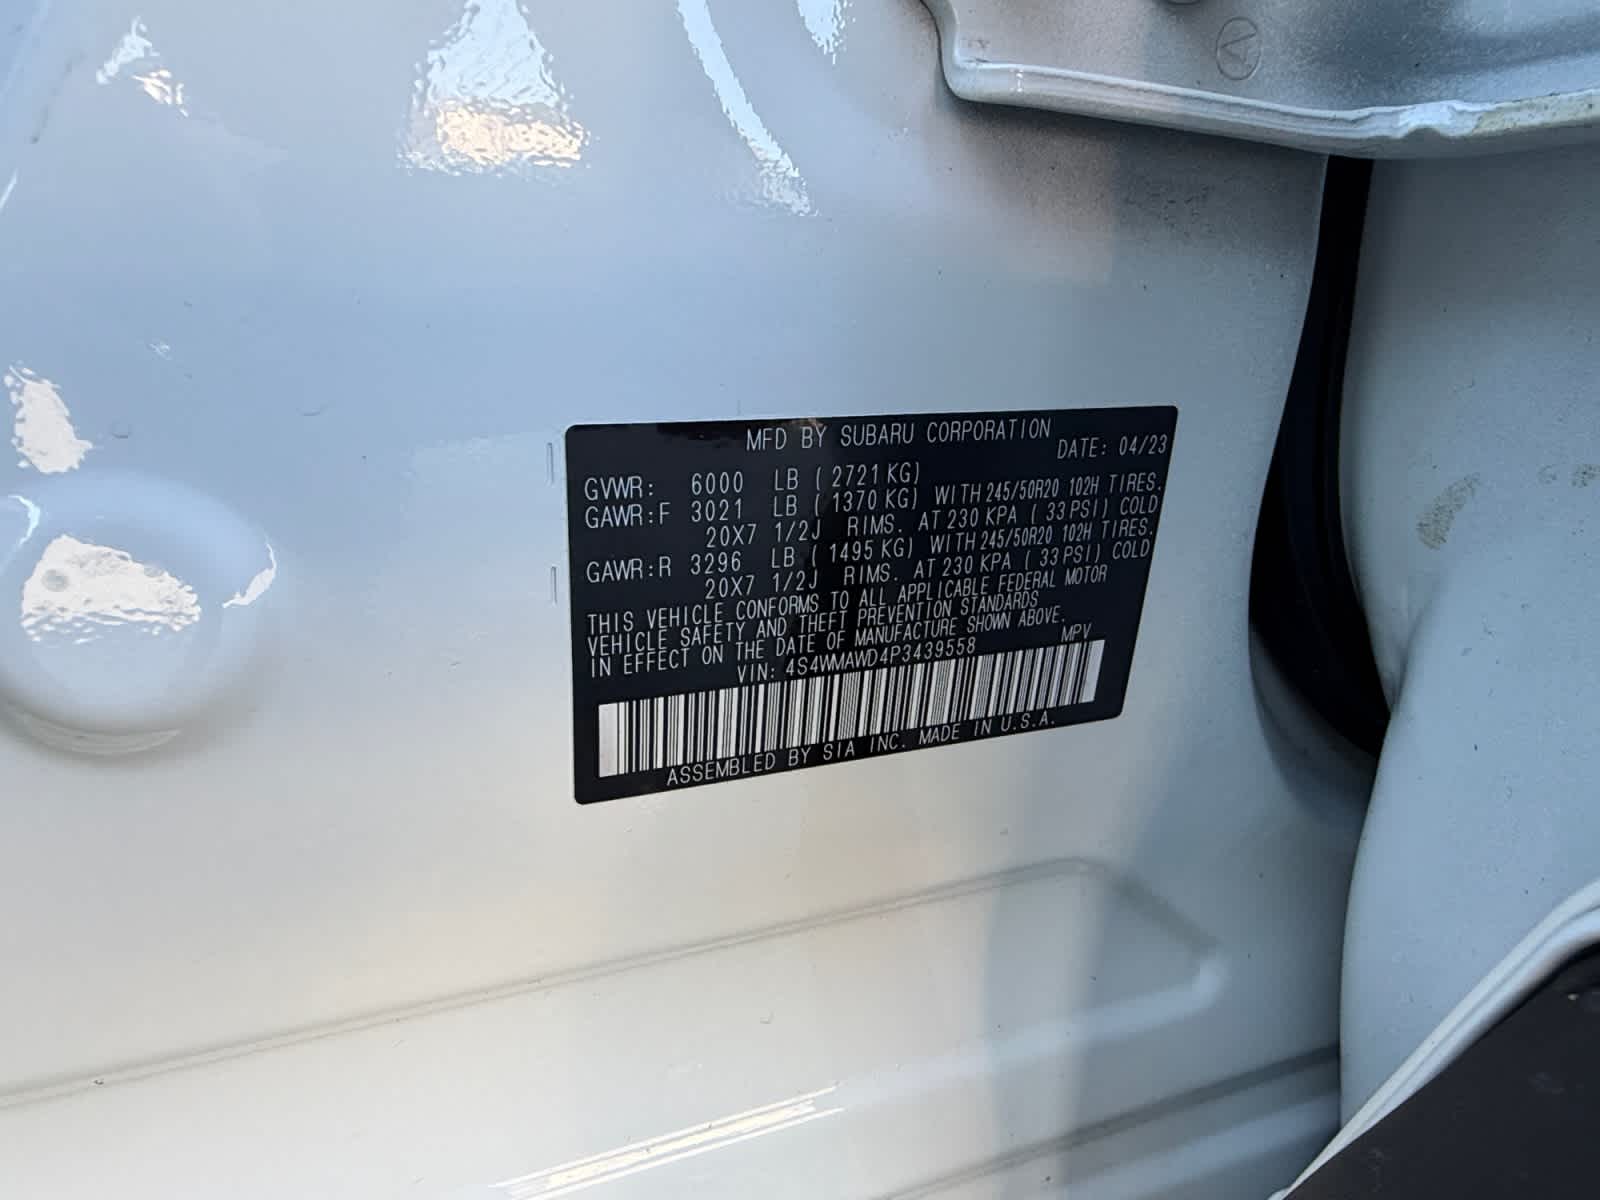 MFD BY SUBARU CORPORATION
DATE: 04/23
GVWR: 6000 LB (2721 KG)
GAWR:F 3021 LB (1370 KG) WITH 245/50R20 102H TIRES.
20X7 1/2J RIMS. AT 230 KPA (33 PSI) COLD
GAWR:R 3296 LB (1495 KG) WITH 245/50R20 102H TIRES.
20X7 1/2J RIMS. AT 230 KPA (33 PSI) COLD
THIS VEHICLE CONFORMS TO ALL APPLICABLE FEDERAL MOTOR
VEHICLE SAFETY AND THEFT PREVENTION STANDARDS
IN EFFECT ON THE DATE OF MANUFACTURE SHOWN ABOVE.
VIN: 4S4WMAWD4P3439558 MPV
ASSEMBLED BY SIA INC. MADE IN U.S.A.